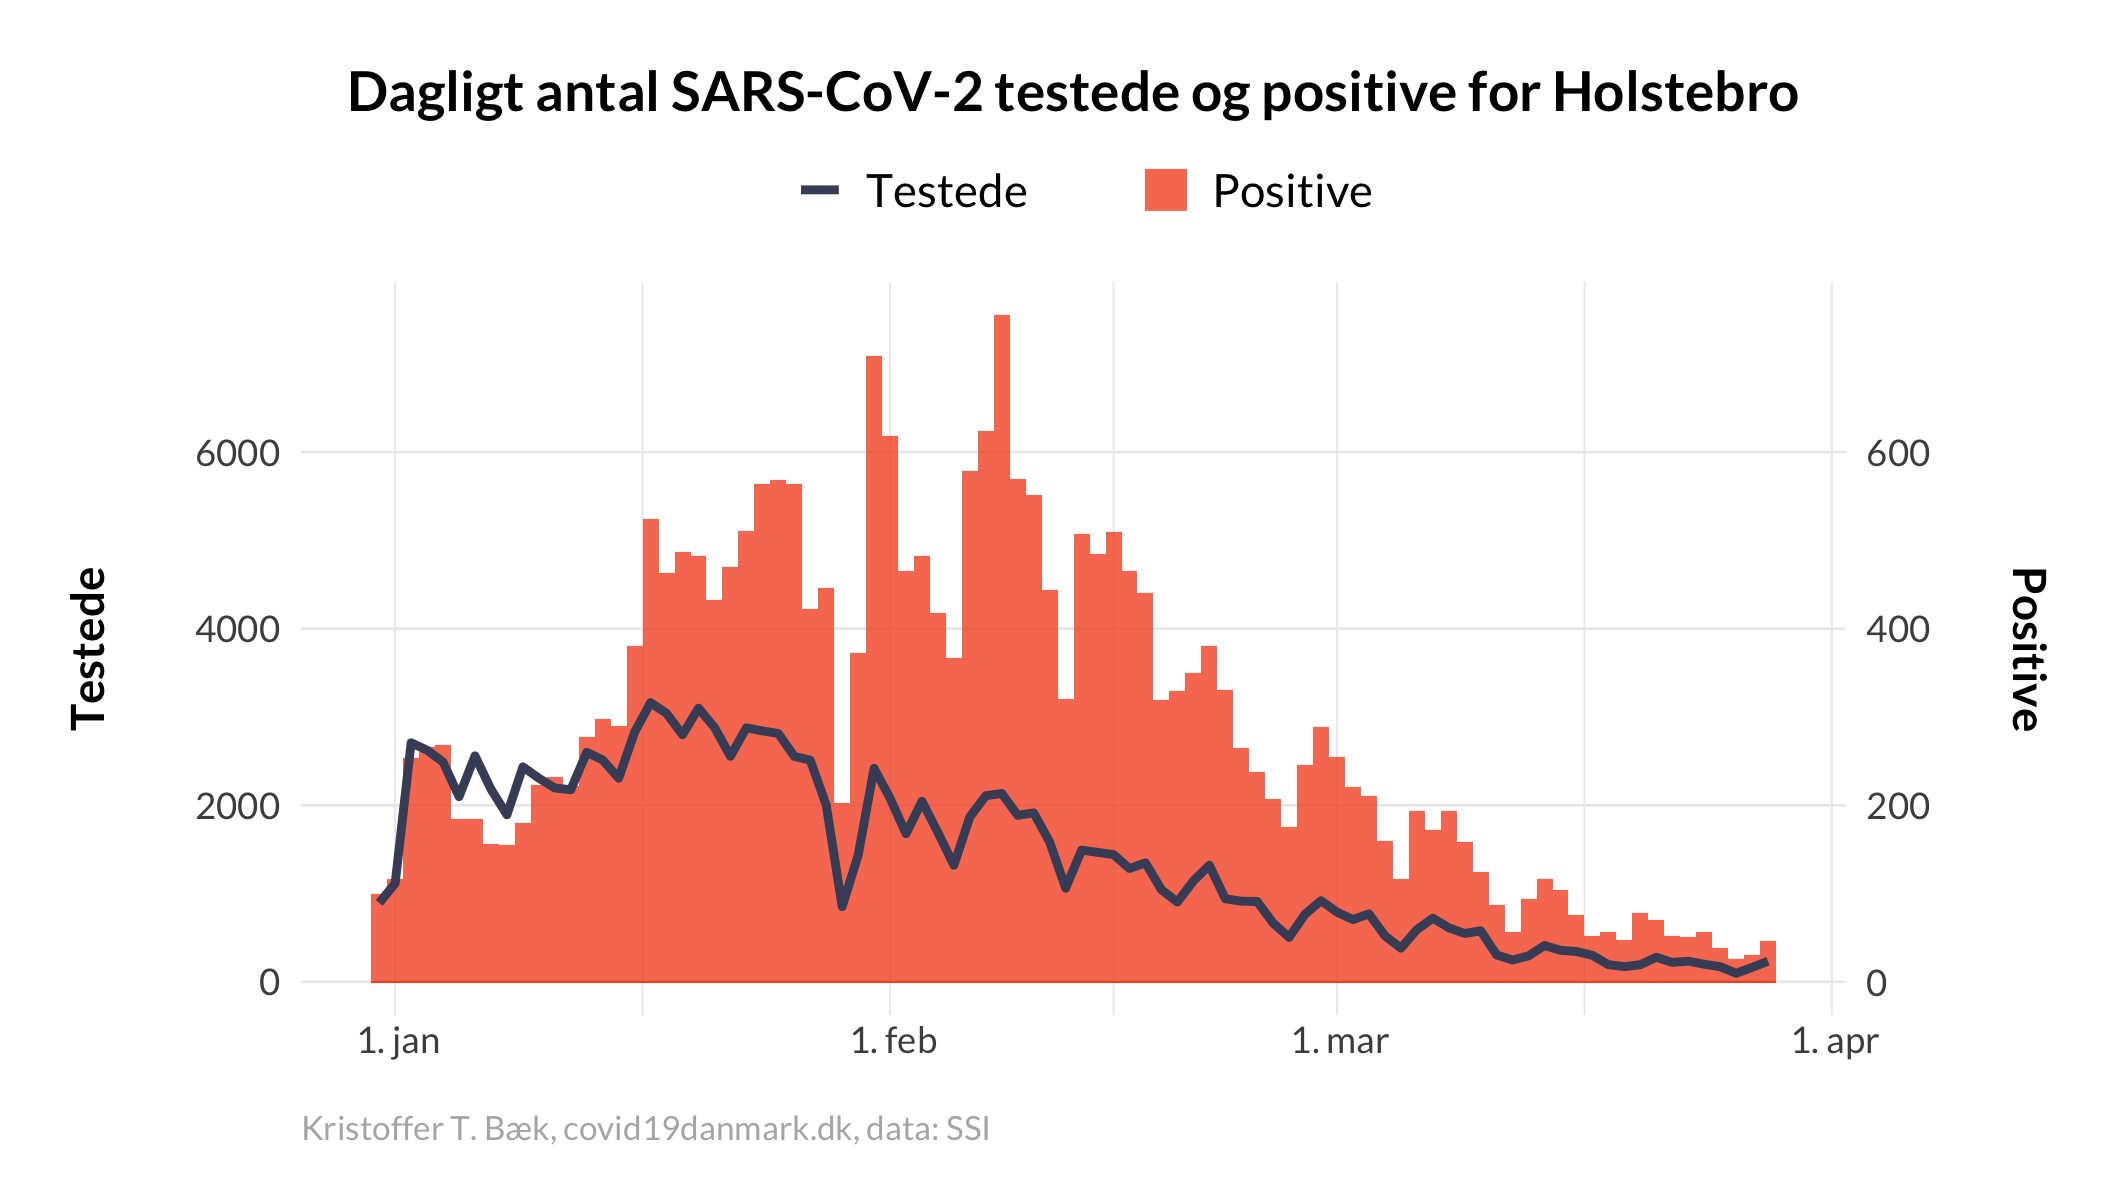 Dagligt antal SARS-CoV-2 testede og positive for Holstebro
Testede
Positive
Testede
6000
4000
2000
0
600
400
200
0
Positive
1. jan
1. feb
1. mar
1. apr
Kristoffer T. Bæk, covid19danmark.dk, data: SSI